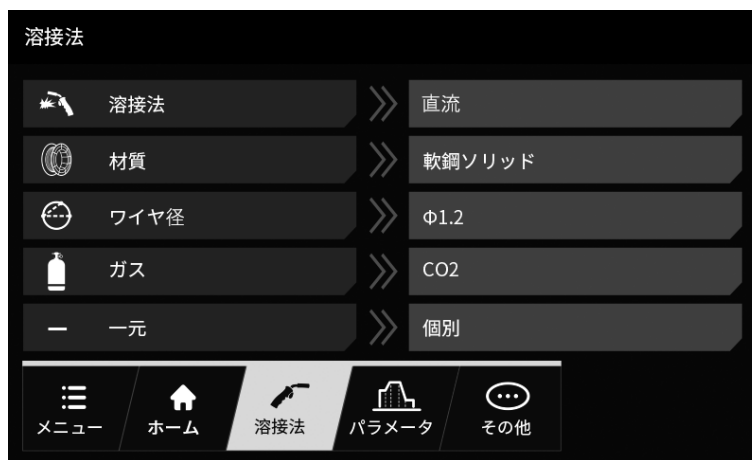 溶接法
溶接法 直流
材質 軟鋼ソリッド
ワイヤ径 Φ1.2
ガス CO2
一元 個別
メニュー ホーム 溶接法 パラメータ その他